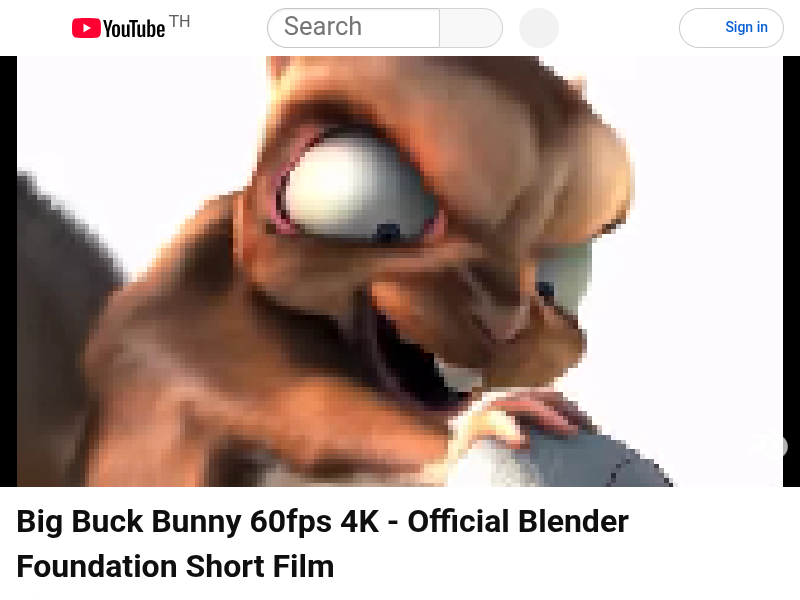 YouTube TH
Search
Sign in
Big Buck Bunny 60fps 4K - Official Blender
Foundation Short Film